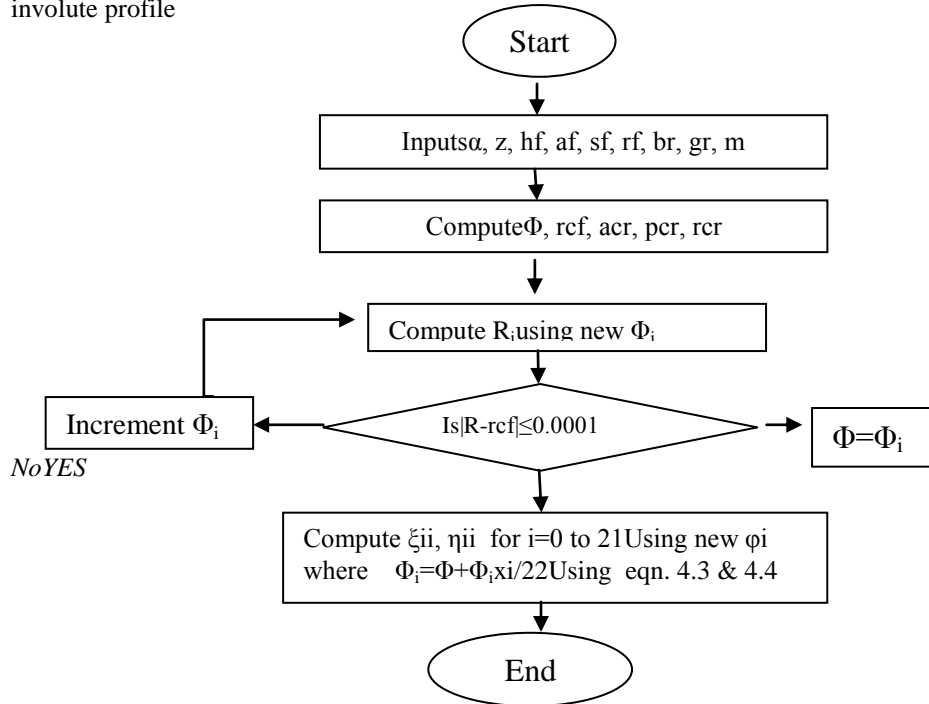 involute profile
Start
Inputsα, z, hf, af, sf, rf, br, gr, m
ComputeΦ, rcf, acr, pcr, rcr
Compute Rᵢusing new Φᵢ
Increment Φᵢ
Is|R-rcf|≤0.0001
Φ=Φᵢ
NoYES
Compute ξii, ηii for i=0 to 21Using new φi
where Φᵢ=Φ+Φᵢxi/22Using eqn. 4.3 & 4.4
End